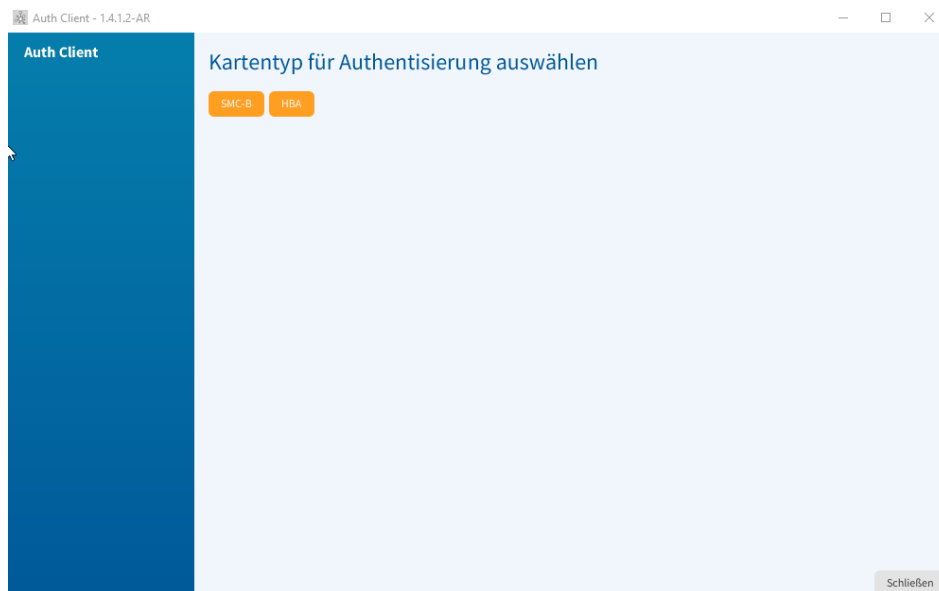 Auth Client - 1.4.1.2-AR
Auth Client
Kartentyp für Authentisierung auswählen
SMC-B HBA
Schließen